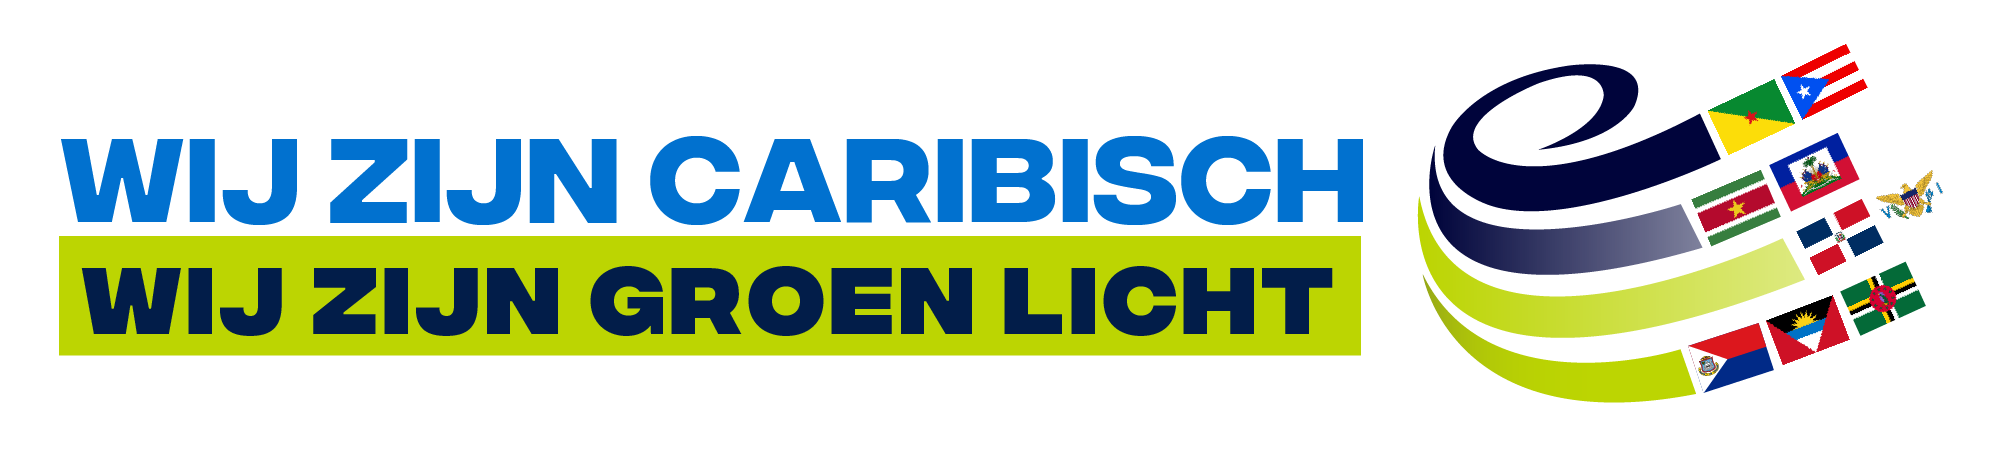 WIJ ZIJN CARIBISCH
WIJ ZIJN GROEN LICHT
V I